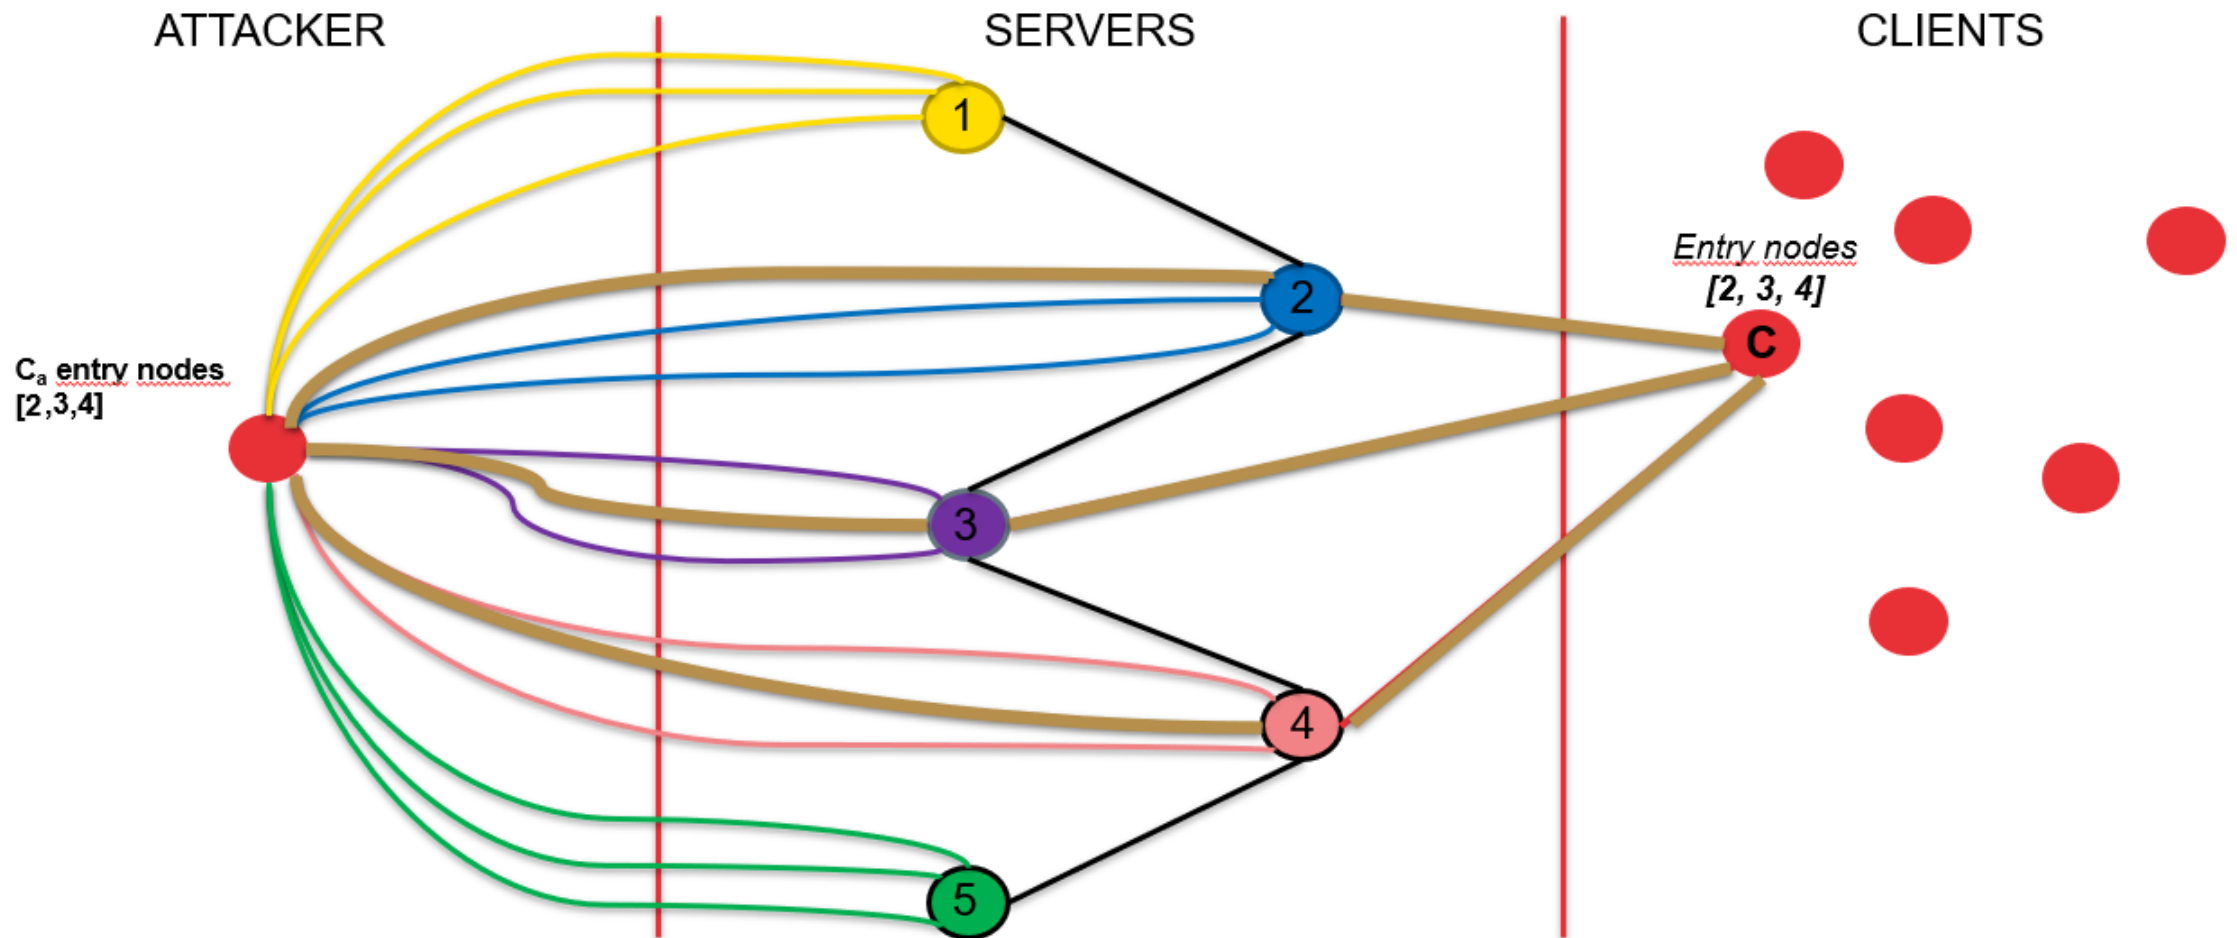 ATTACKER
SERVERS
CLIENTS
1
Entry nodes
[2, 3, 4]
2
C
Cₐ entry nodes
[2,3,4]
3
4
5